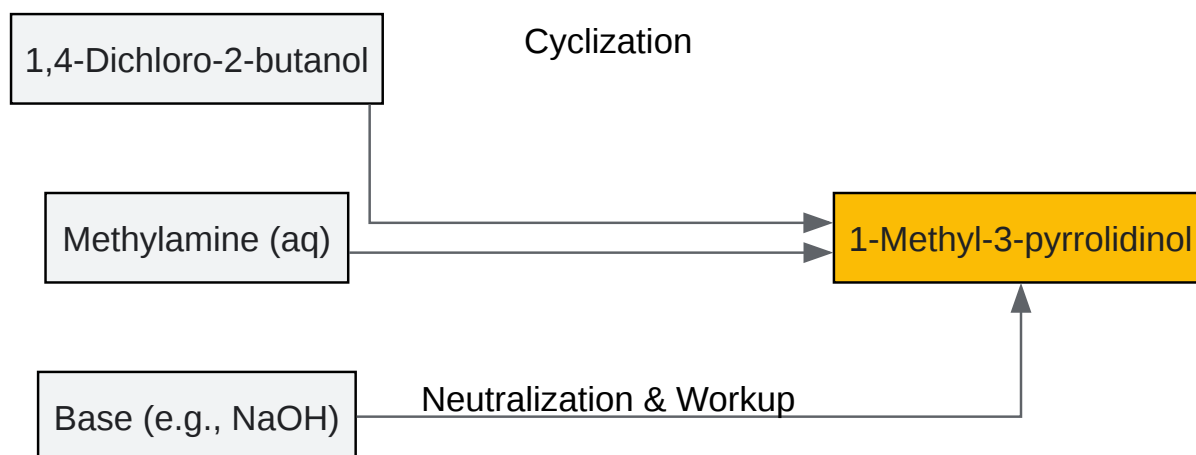 1,4-Dichloro-2-butanol
Cyclization
Methylamine (aq)
1-Methyl-3-pyrrolidinol
Base (e.g., NaOH)
Neutralization & Workup